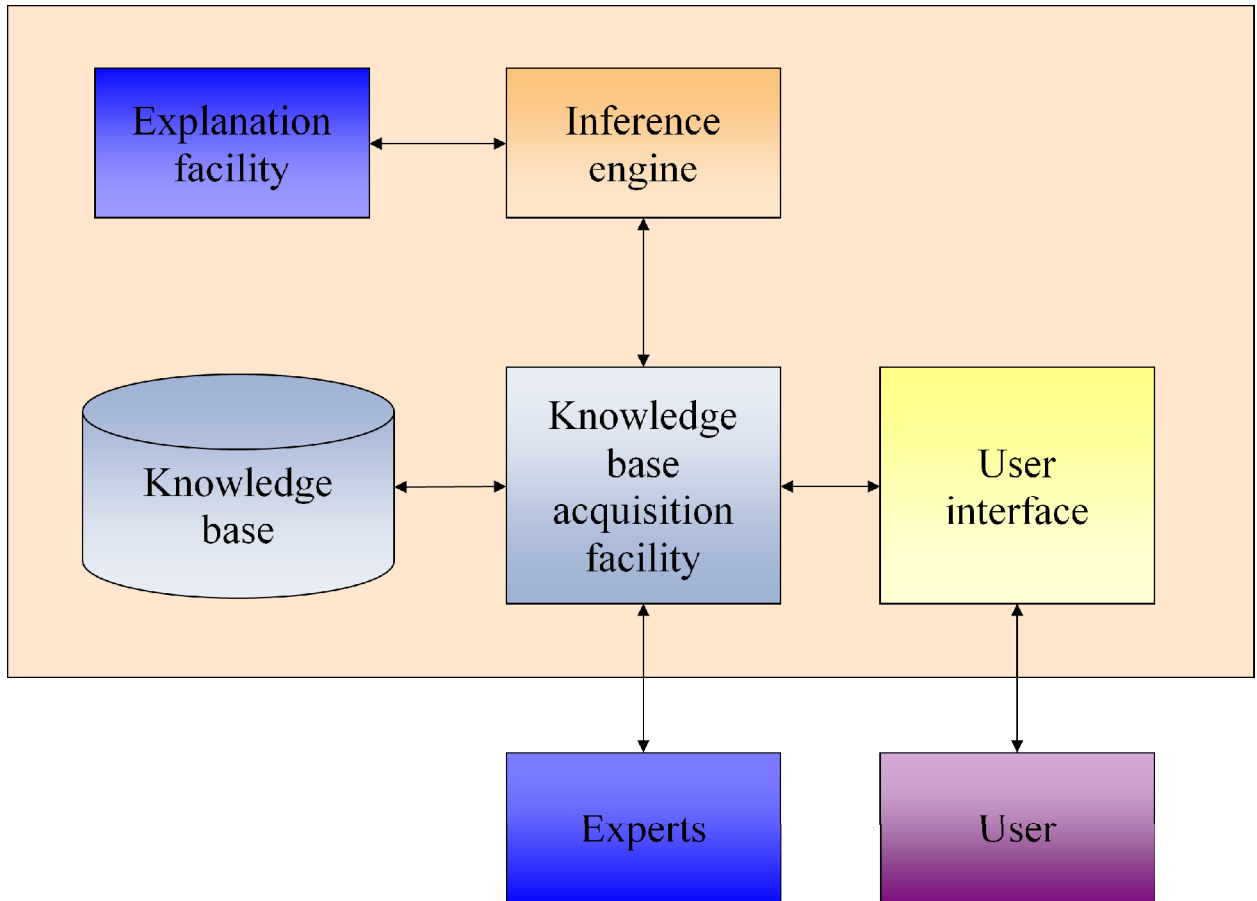 Explanation
facility
Inference
engine
Knowledge
base
Knowledge
base
acquisition
facility
User
interface
Experts
User